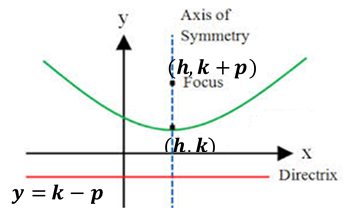 y
Axis of
Symmetry
(h, k + p)
Focus
(h. k)
x
Directrix
y = k − p